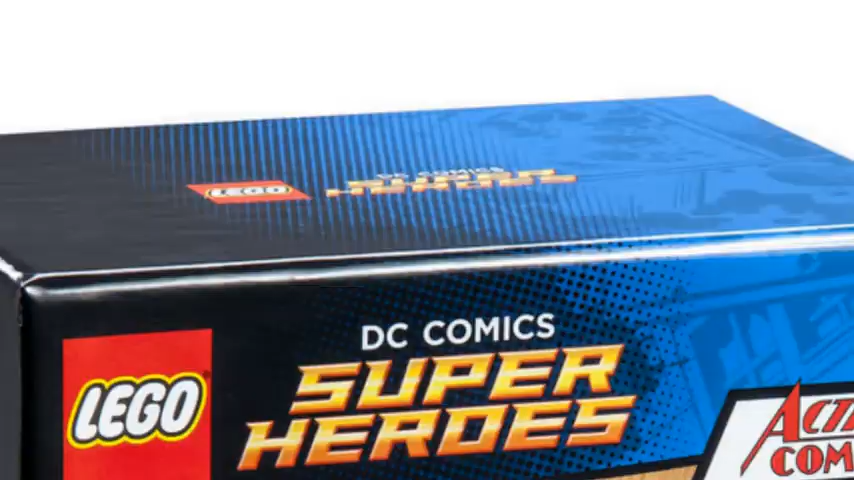 LEGO
DC COMICS
SUPER
HEROES
LEGO
DC COMICS
SUPER
HEROES